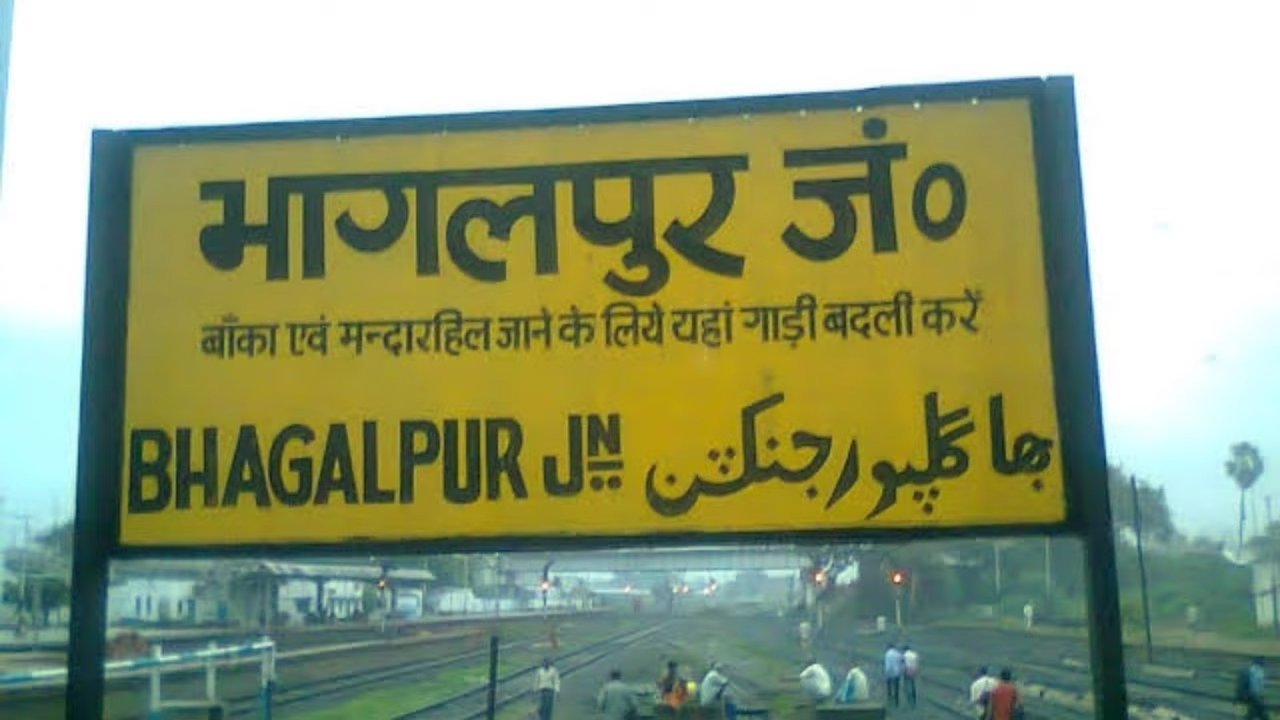 भागलपुर जं०
बाँका एवं मन्दारहिल जाने के लिये यहां गाड़ी बदली करें
BHAGALPUR JN بھاگلپور جنکشن